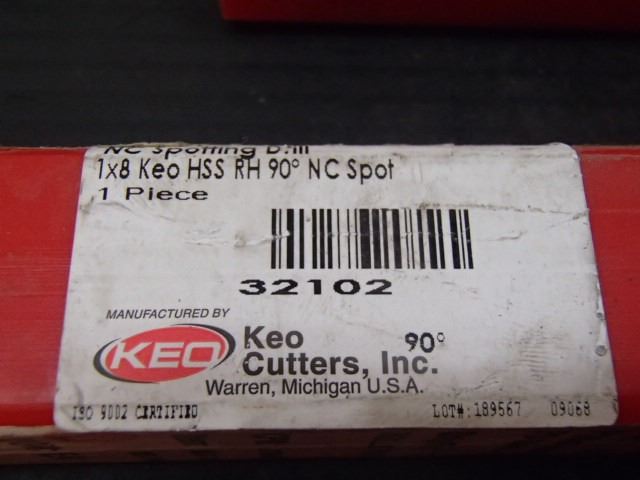 NC Spotting Drill
1x8 Keo HSS RH 90° NC Spot
1 Piece
32102
MANUFACTURED BY
KEO
Keo 90°
Cutters, Inc.
Warren, Michigan U.S.A.
ISO 9002 CERTIFIED LOT#: 189567 09068